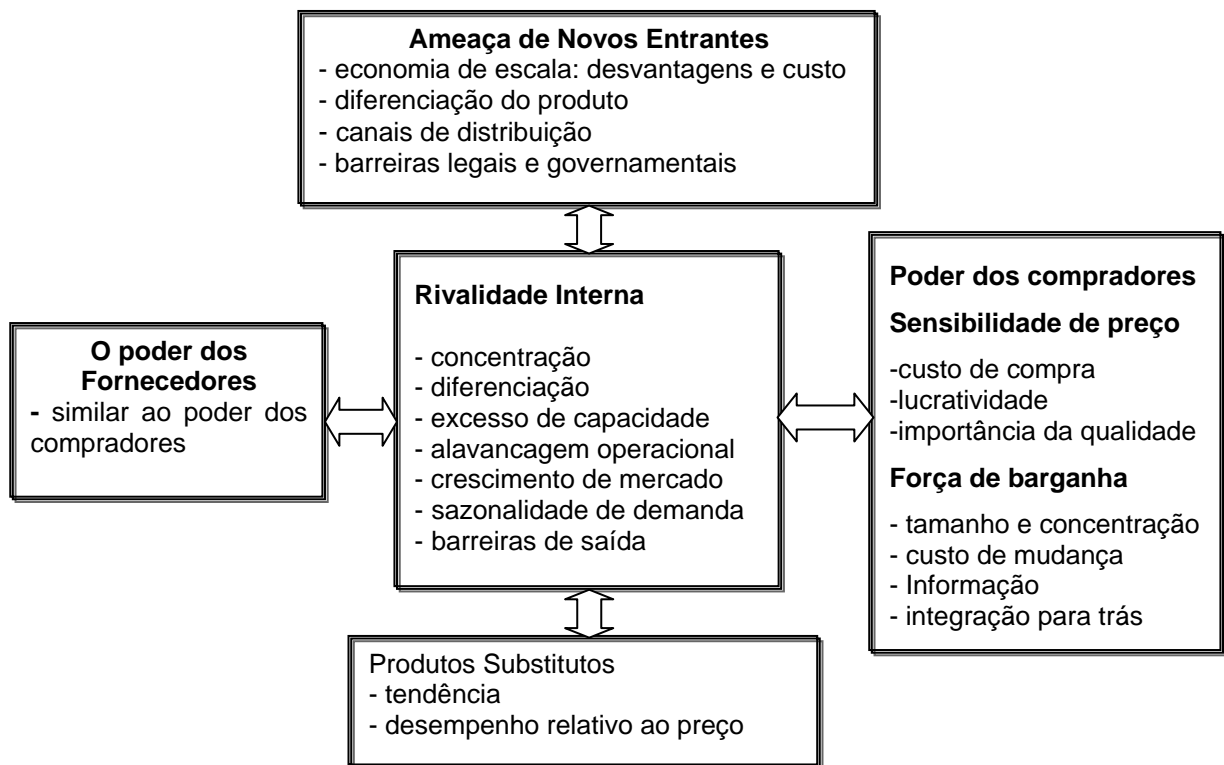 Ameaça de Novos Entrantes
- economia de escala: desvantagens e custo
- diferenciação do produto
- canais de distribuição
- barreiras legais e governamentais
O poder dos
Fornecedores
- similar ao poder dos
compradores
Rivalidade Interna
- concentração
- diferenciação
- excesso de capacidade
- alavancagem operacional
- crescimento de mercado
- sazonalidade de demanda
- barreiras de saída
Poder dos compradores
Sensibilidade de preço
-custo de compra
-lucratividade
-importância da qualidade
Força de barganha
- tamanho e concentração
- custo de mudança
- Informação
- integração para trás
Produtos Substitutos
- tendência
- desempenho relativo ao preço